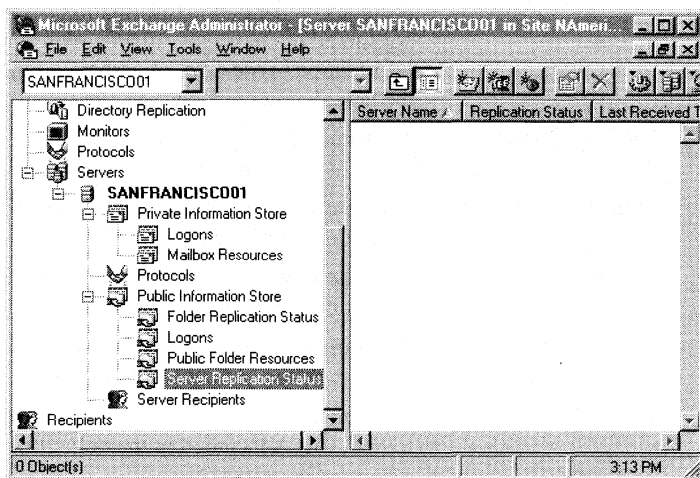 Microsoft Exchange Administrator - [Server SANFRANCISCO01 in Site NAmeri...
File Edit View Tools Window Help
SANFRANCISCO01
Server Name Replication Status Last Received T
Directory Replication
Monitors
Protocols
Servers
SANFRANCISCO01
Private Information Store
Logons
Mailbox Resources
Protocols
Public Information Store
Folder Replication Status
Logons
Public Folder Resources
Server Replication Status
Server Recipients
Recipients
0 Object(s)
3:13 PM